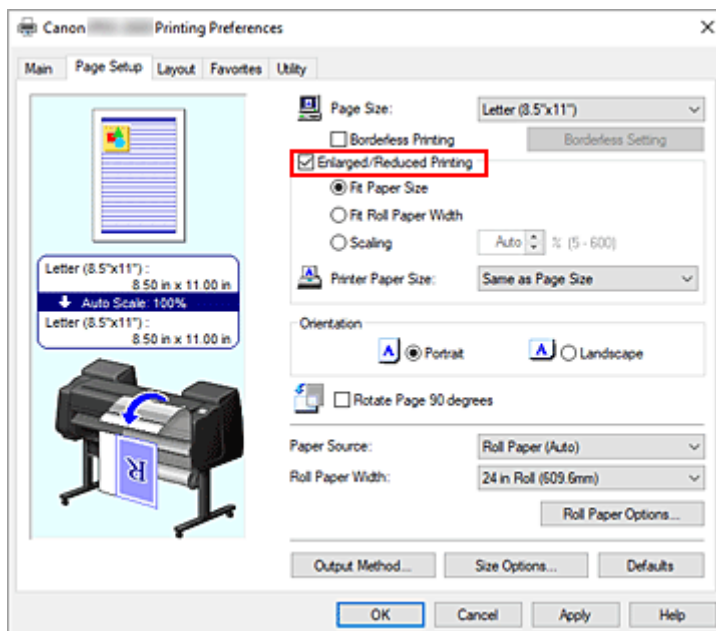 Canon Printing Preferences
Main Page Setup Layout Favorites Utility
Page Size: Letter (8.5"x11")
Borderless Printing Borderless Setting
Enlarged/Reduced Printing
Fit Paper Size
Fit Roll Paper Width
Scaling Auto % (5 - 600)
Printer Paper Size: Same as Page Size
Letter (8.5"x11") :
8.50 in x 11.00 in
Auto Scale: 100%
Letter (8.5"x11") :
8.50 in x 11.00 in
Orientation
A Portrait A Landscape
Rotate Page 90 degrees
R
Paper Source: Roll Paper (Auto)
Roll Paper Width: 24 in Roll (609.6mm)
Roll Paper Options...
Output Method... Size Options... Defaults
OK Cancel Apply Help